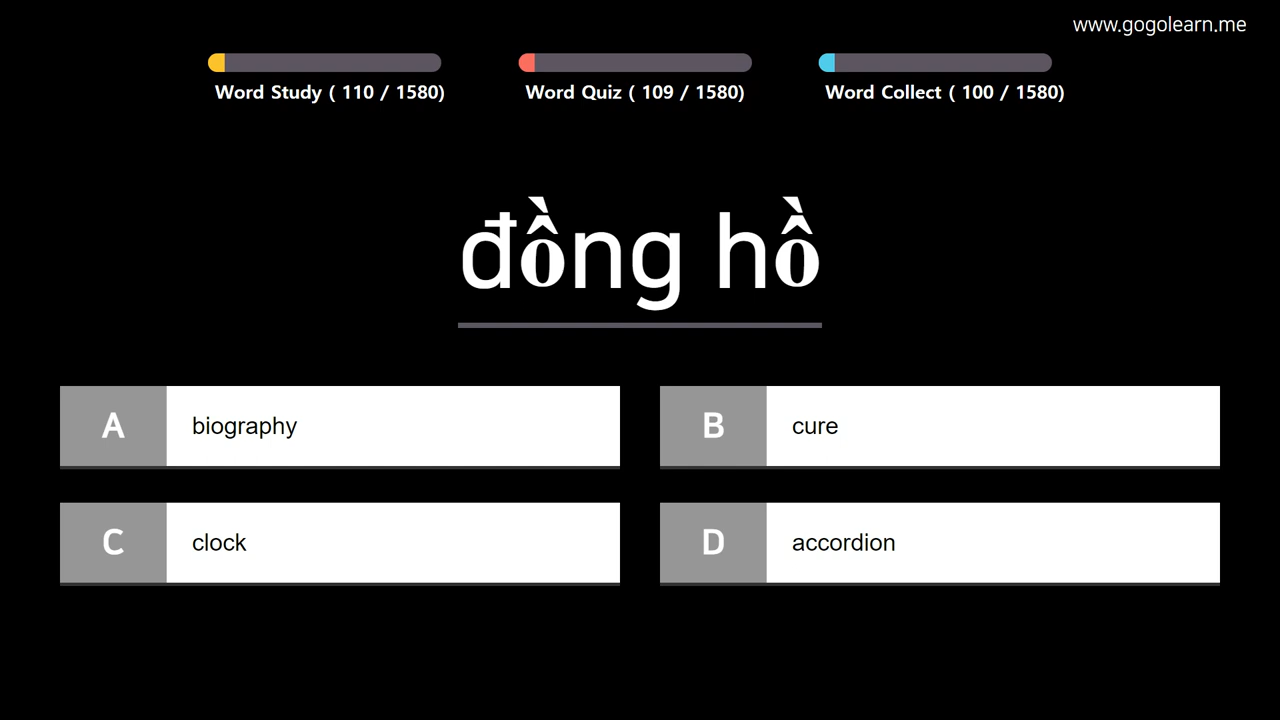 www.gogolearn.me
Word Study ( 110 / 1580)
Word Quiz ( 109 / 1580)
Word Collect ( 100 / 1580)
đồng hồ
A biography
B cure
C clock
D accordion